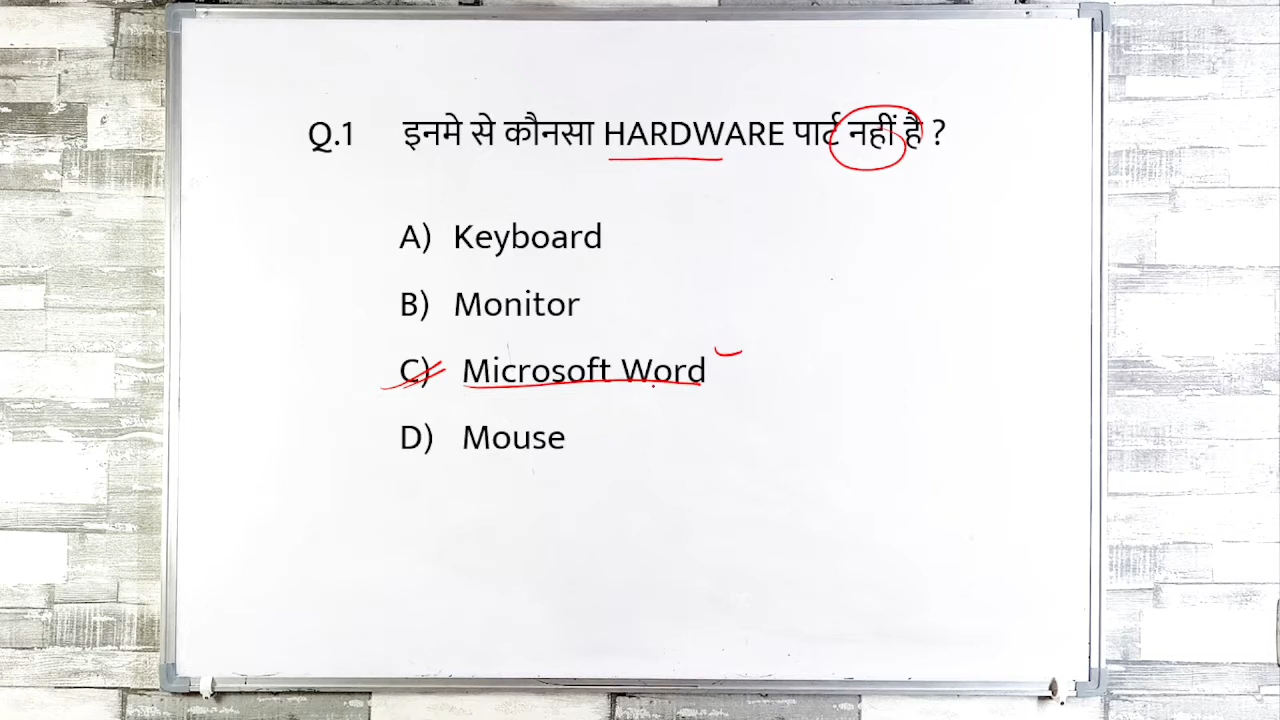 Q.1 इनमे से कौनसा HARDWARE पार्ट नहीं है ?
A) Keyboard
B) Monitor
C) Microsoft Word
D) Mouse